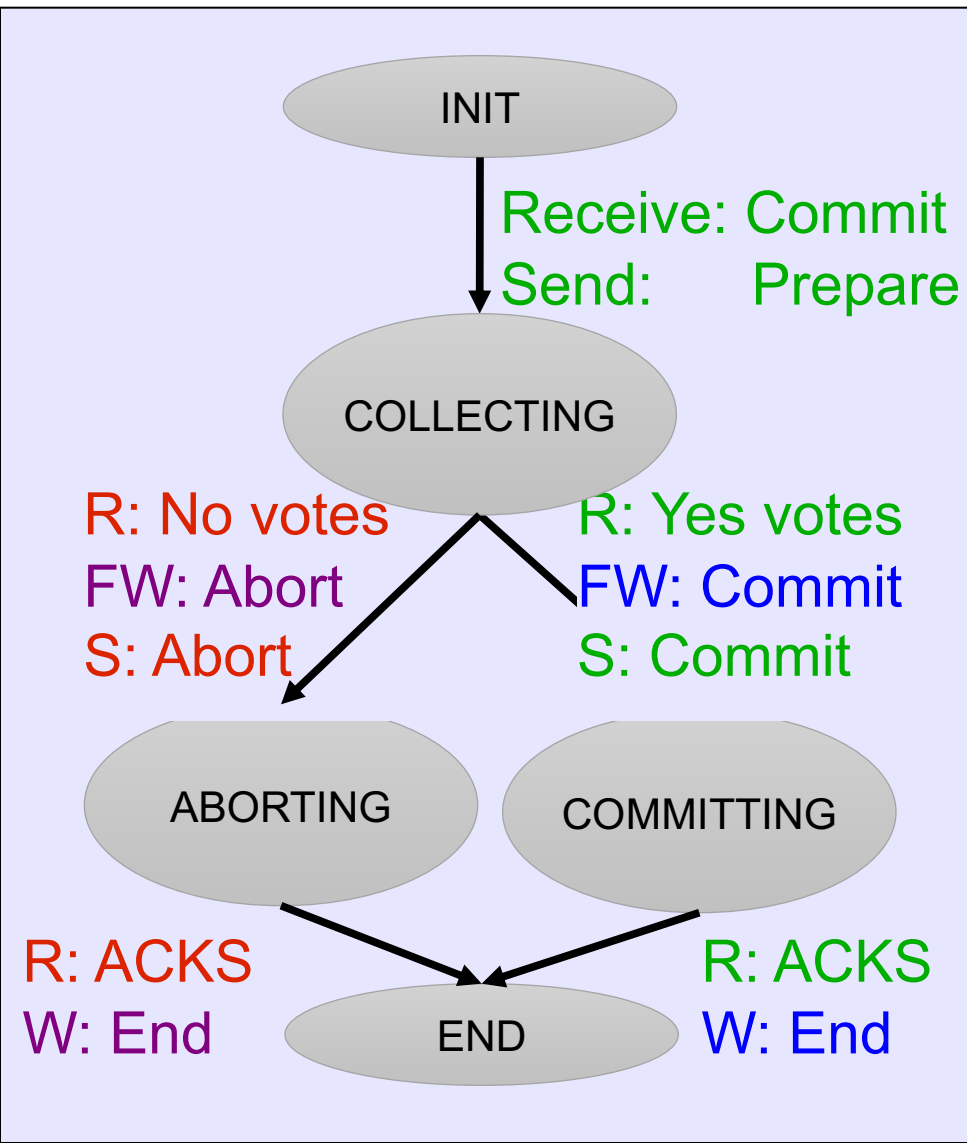 INIT
Receive: Commit
Send: Prepare
COLLECTING
R: No votes
FW: Abort
S: Abort
R: Yes votes
FW: Commit
S: Commit
ABORTING
COMMITTING
R: ACKS
W: End
END
R: ACKS
W: End